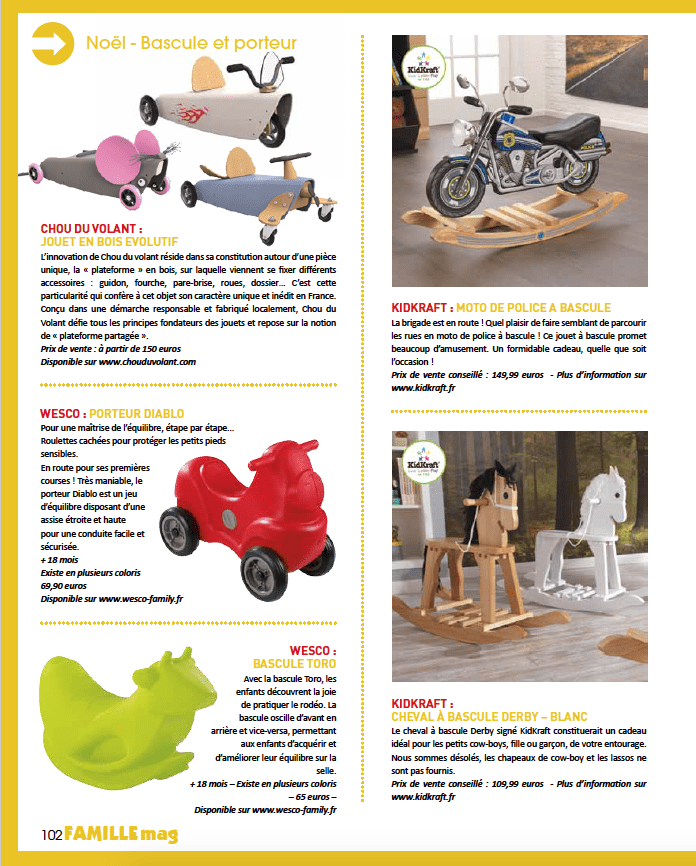 Noël - Bascule et porteur
CHOU DU VOLANT :
JOUET EN BOIS EVOLUTIF
L'innovation de Chou du volant réside dans sa constitution autour d'une pièce
unique, la « plateforme » en bois, sur laquelle viennent se fixer différents
accessoires : guidon, fourche, pare-brise, roues, dossier... C'est cette
particularité qui confère à cet objet son caractère unique et inédit en France.
Conçu dans une démarche responsable et fabriqué localement, Chou du
Volant défie tous les principes fondateurs des jouets et repose sur la notion
de « plateforme partagée ».
Prix de vente : à partir de 150 euros
Disponible sur www.chouduvolant.com
WESCO : PORTEUR DIABLO
Pour une maîtrise de l'équilibre, étape par étape...
Roulettes cachées pour protéger les petits pieds
sensibles.
En route pour ses premières
courses ! Très maniable, le
porteur Diablo est un jeu
d'équilibre disposant d'une
assise étroite et haute
pour une conduite facile et
sécurisée.
+ 18 mois
Existe en plusieurs coloris
69,90 euros
Disponible sur www.wesco-family.fr
WESCO :
BASCULE TORO
Avec la bascule Toro, les
enfants découvrent la joie
de pratiquer le rodéo. La
bascule oscille d'avant en
arrière et vice-versa, permettant
aux enfants d'acquérir et
d'améliorer leur équilibre sur la
selle.
+ 18 mois – Existe en plusieurs coloris
– 65 euros –
Disponible sur www.wesco-family.fr
KidKraft
POLICE
KIDKRAFT : MOTO DE POLICE A BASCULE
La brigade est en route ! Quel plaisir de faire semblant de parcourir
les rues en moto de police à bascule ! Ce jouet à bascule promet
beaucoup d'amusement. Un formidable cadeau, quelle que soit
l'occasion !
Prix de vente conseillé : 149,99 euros - Plus d'information sur
www.kidkraft.fr
KidKraft
KIDKRAFT :
CHEVAL À BASCULE DERBY – BLANC
Le cheval à bascule Derby signé KidKraft constituerait un cadeau
idéal pour les petits cow-boys, fille ou garçon, de votre entourage.
Nous sommes désolés, les chapeaux de cow-boy et les lassos ne
sont pas fournis.
Prix de vente conseillé : 109,99 euros - Plus d'information sur
www.kidkraft.fr
102 FAMILLE mag